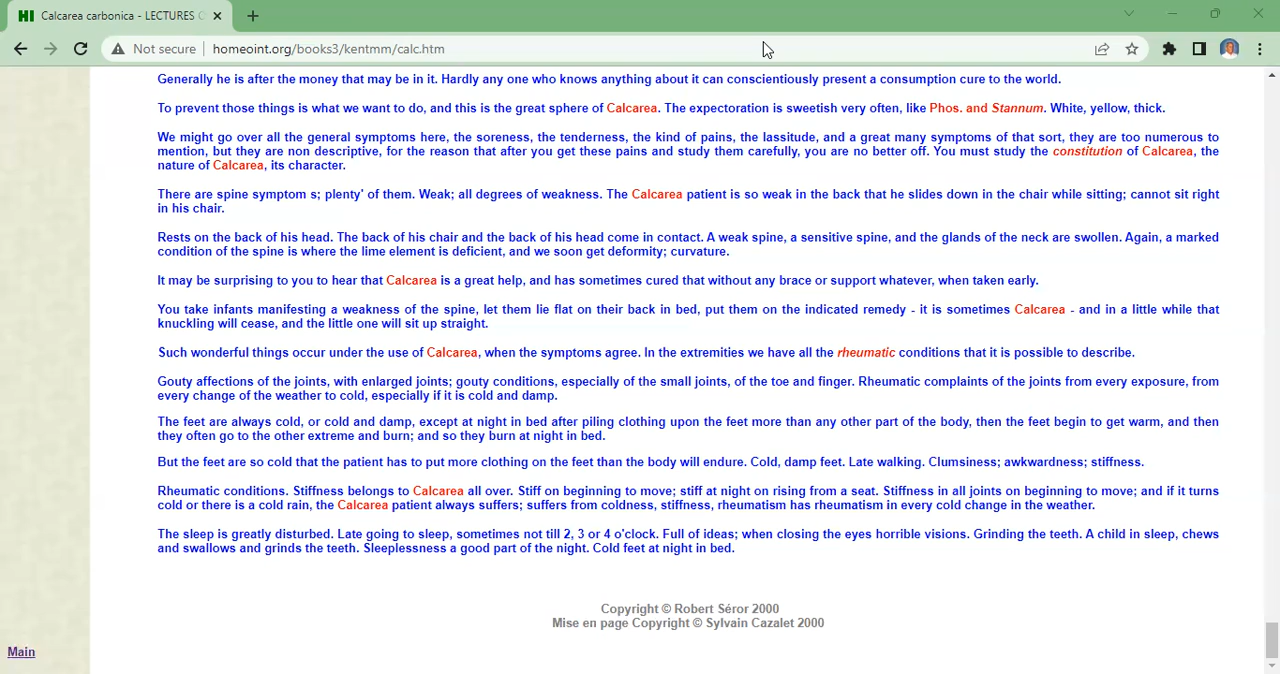 HI Calcarea carbonica - LECTURES O
Not secure homeoint.org/books3/kentmm/calc.htm
Generally he is after the money that may be in it. Hardly any one who knows anything about it can conscientiously present a consumption cure to the world.
To prevent those things is what we want to do, and this is the great sphere of Calcarea. The expectoration is sweetish very often, like Phos. and Stannum. White, yellow, thick.
We might go over all the general symptoms here, the soreness, the tenderness, the kind of pains, the lassitude, and a great many symptoms of that sort, they are too numerous to
mention, but they are non descriptive, for the reason that after you get these pains and study them carefully, you are no better off. You must study the constitution of Calcarea, the
nature of Calcarea, its character.
There are spine symptom s; plenty' of them. Weak; all degrees of weakness. The Calcarea patient is so weak in the back that he slides down in the chair while sitting; cannot sit right
in his chair.
Rests on the back of his head. The back of his chair and the back of his head come in contact. A weak spine, a sensitive spine, and the glands of the neck are swollen. Again, a marked
condition of the spine is where the lime element is deficient, and we soon get deformity; curvature.
It may be surprising to you to hear that Calcarea is a great help, and has sometimes cured that without any brace or support whatever, when taken early.
You take infants manifesting a weakness of the spine, let them lie flat on their back in bed, put them on the indicated remedy - it is sometimes Calcarea - and in a little while that
knuckling will cease, and the little one will sit up straight.
Such wonderful things occur under the use of Calcarea, when the symptoms agree. In the extremities we have all the rheumatic conditions that it is possible to describe.
Gouty affections of the joints, with enlarged joints; gouty conditions, especially of the small joints, of the toe and finger. Rheumatic complaints of the joints from every exposure, from
every change of the weather to cold, especially if it is cold and damp.
The feet are always cold, or cold and damp, except at night in bed after piling clothing upon the feet more than any other part of the body, then the feet begin to get warm, and then
they often go to the other extreme and burn; and so they burn at night in bed.
But the feet are so cold that the patient has to put more clothing on the feet than the body will endure. Cold, damp feet. Late walking. Clumsiness; awkwardness; stiffness.
Rheumatic conditions. Stiffness belongs to Calcarea all over. Stiff on beginning to move; stiff at night on rising from a seat. Stiffness in all joints on beginning to move; and if it turns
cold or there is a cold rain, the Calcarea patient always suffers; suffers from coldness, stiffness, rheumatism has rheumatism in every cold change in the weather.
The sleep is greatly disturbed. Late going to sleep, sometimes not till 2, 3 or 4 o'clock. Full of ideas; when closing the eyes horrible visions. Grinding the teeth. A child in sleep, chews
and swallows and grinds the teeth. Sleeplessness a good part of the night. Cold feet at night in bed.
Copyright © Robert Séror 2000
Mise en page Copyright © Sylvain Cazalet 2000
Main